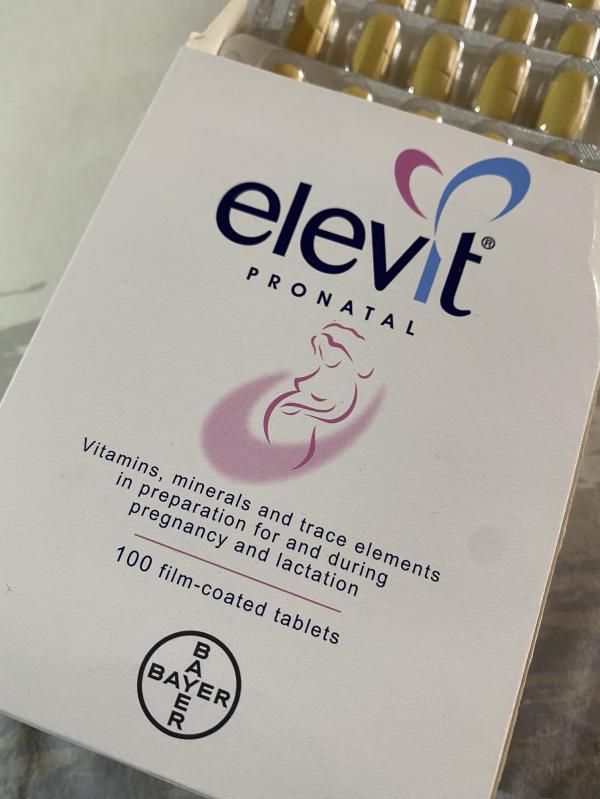 elevit®
PRONATAL
Vitamins, minerals and trace elements
in preparation for and during
pregnancy and lactation
100 film-coated tablets
BAYER
BAYER